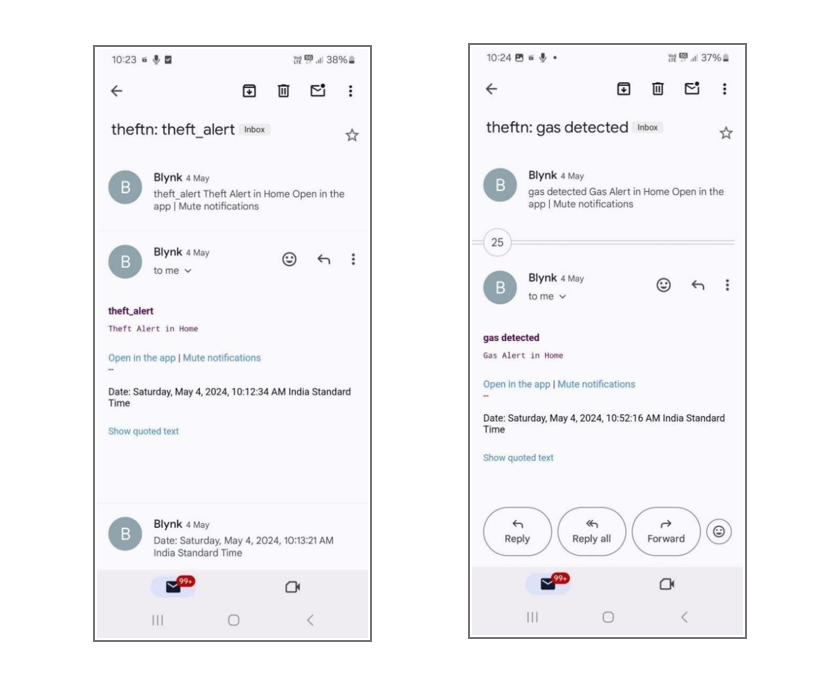 10:23
38%
theftn: theft_alert Inbox
B
Blynk 4 May
theft_alert Theft Alert in Home Open in the
app | Mute notifications
B
Blynk 4 May
to me
theft_alert
Theft Alert in Home
Open in the app | Mute notifications
--
Date: Saturday, May 4, 2024, 10:12:34 AM India Standard
Time
Show quoted text
B
Blynk 4 May
Date: Saturday, May 4, 2024, 10:13:21 AM
India Standard Time
99+
10:24
37%
theftn: gas detected Inbox
B
Blynk 4 May
gas detected Gas Alert in Home Open in the
app | Mute notifications
25
B
Blynk 4 May
to me
gas detected
Gas Alert in Home
Open in the app | Mute notifications
--
Date: Saturday, May 4, 2024, 10:52:16 AM India Standard
Time
Show quoted text
Reply
Reply all
Forward
99+